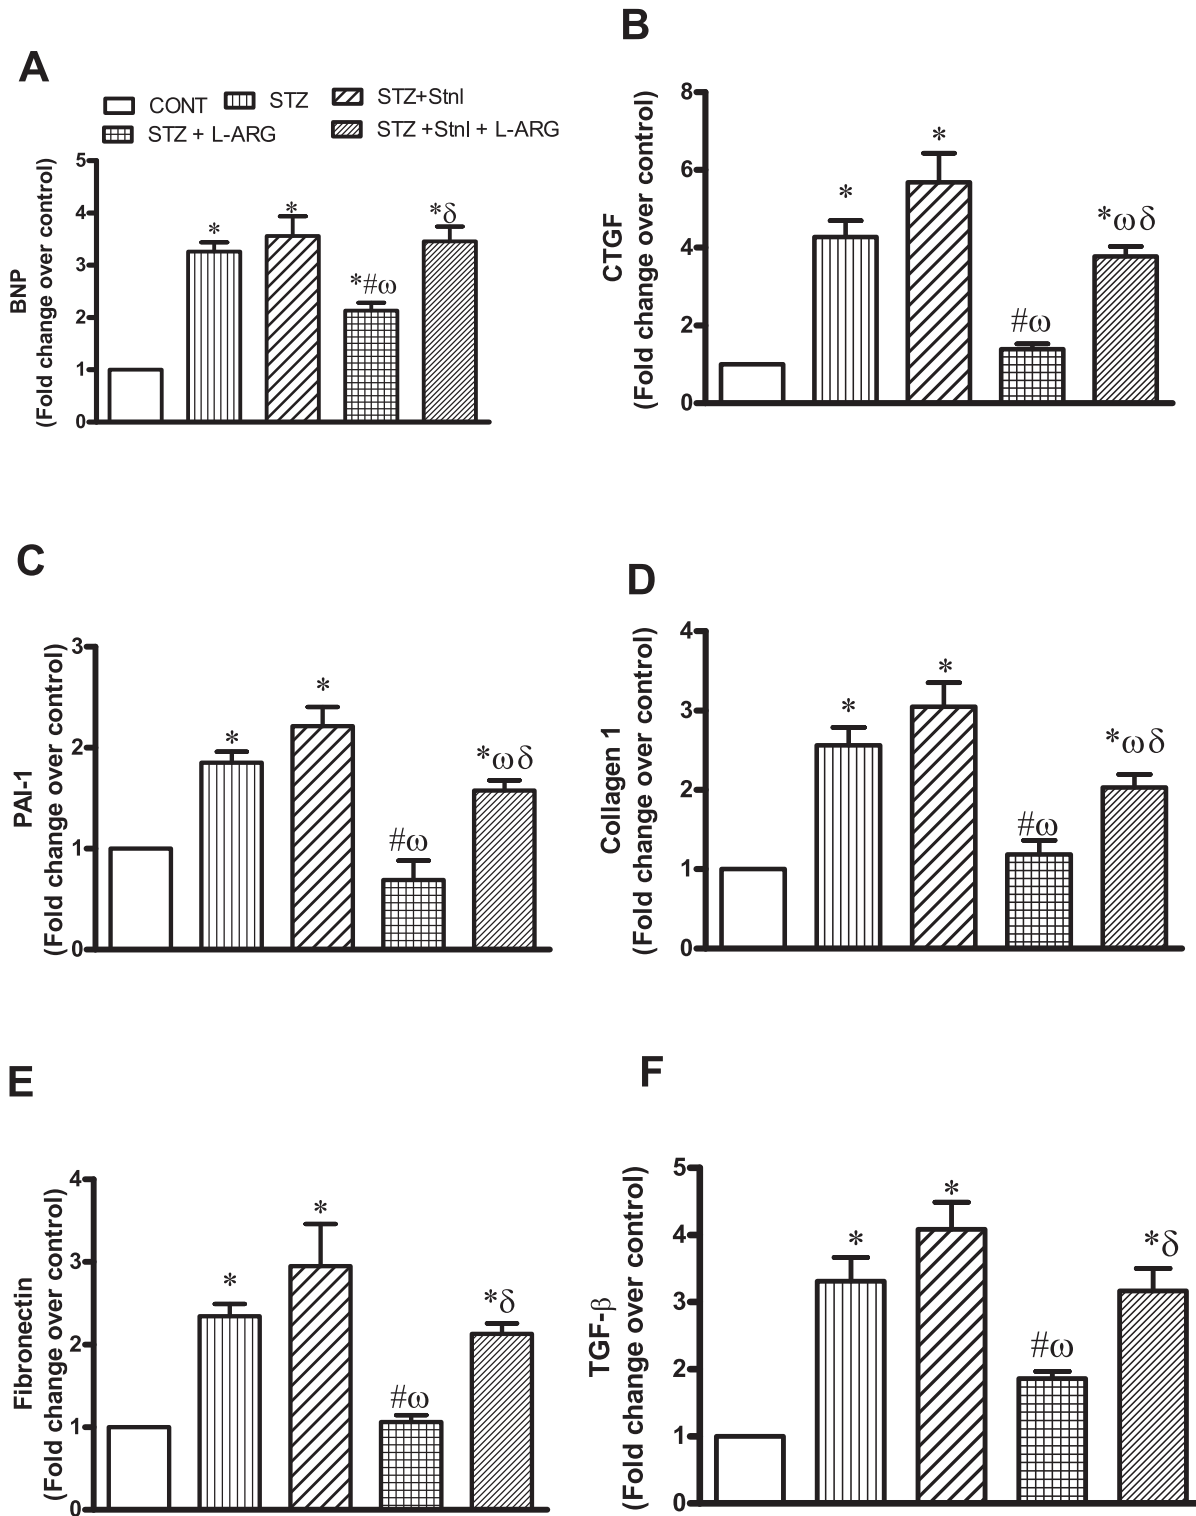 A
CONT STZ STZ+StnI
STZ + L-ARG STZ +StnI + L-ARG
BNP
(Fold change over control)
5
4
3
2
1
0
*
*
*#ω
*δ
B
CTGF
(Fold change over control)
8
6
4
2
0
*
*
#ω
*ωδ
C
PAI-1
(Fold change over control)
3
2
1
0
*
*
#ω
*ωδ
D
Collagen 1
(Fold change over control)
4
3
2
1
0
*
*
#ω
*ωδ
E
Fibronectin
(Fold change over control)
4
3
2
1
0
*
*
#ω
*δ
F
TGF-β
(Fold change over control)
5
4
3
2
1
0
*
*
#ω
*δ